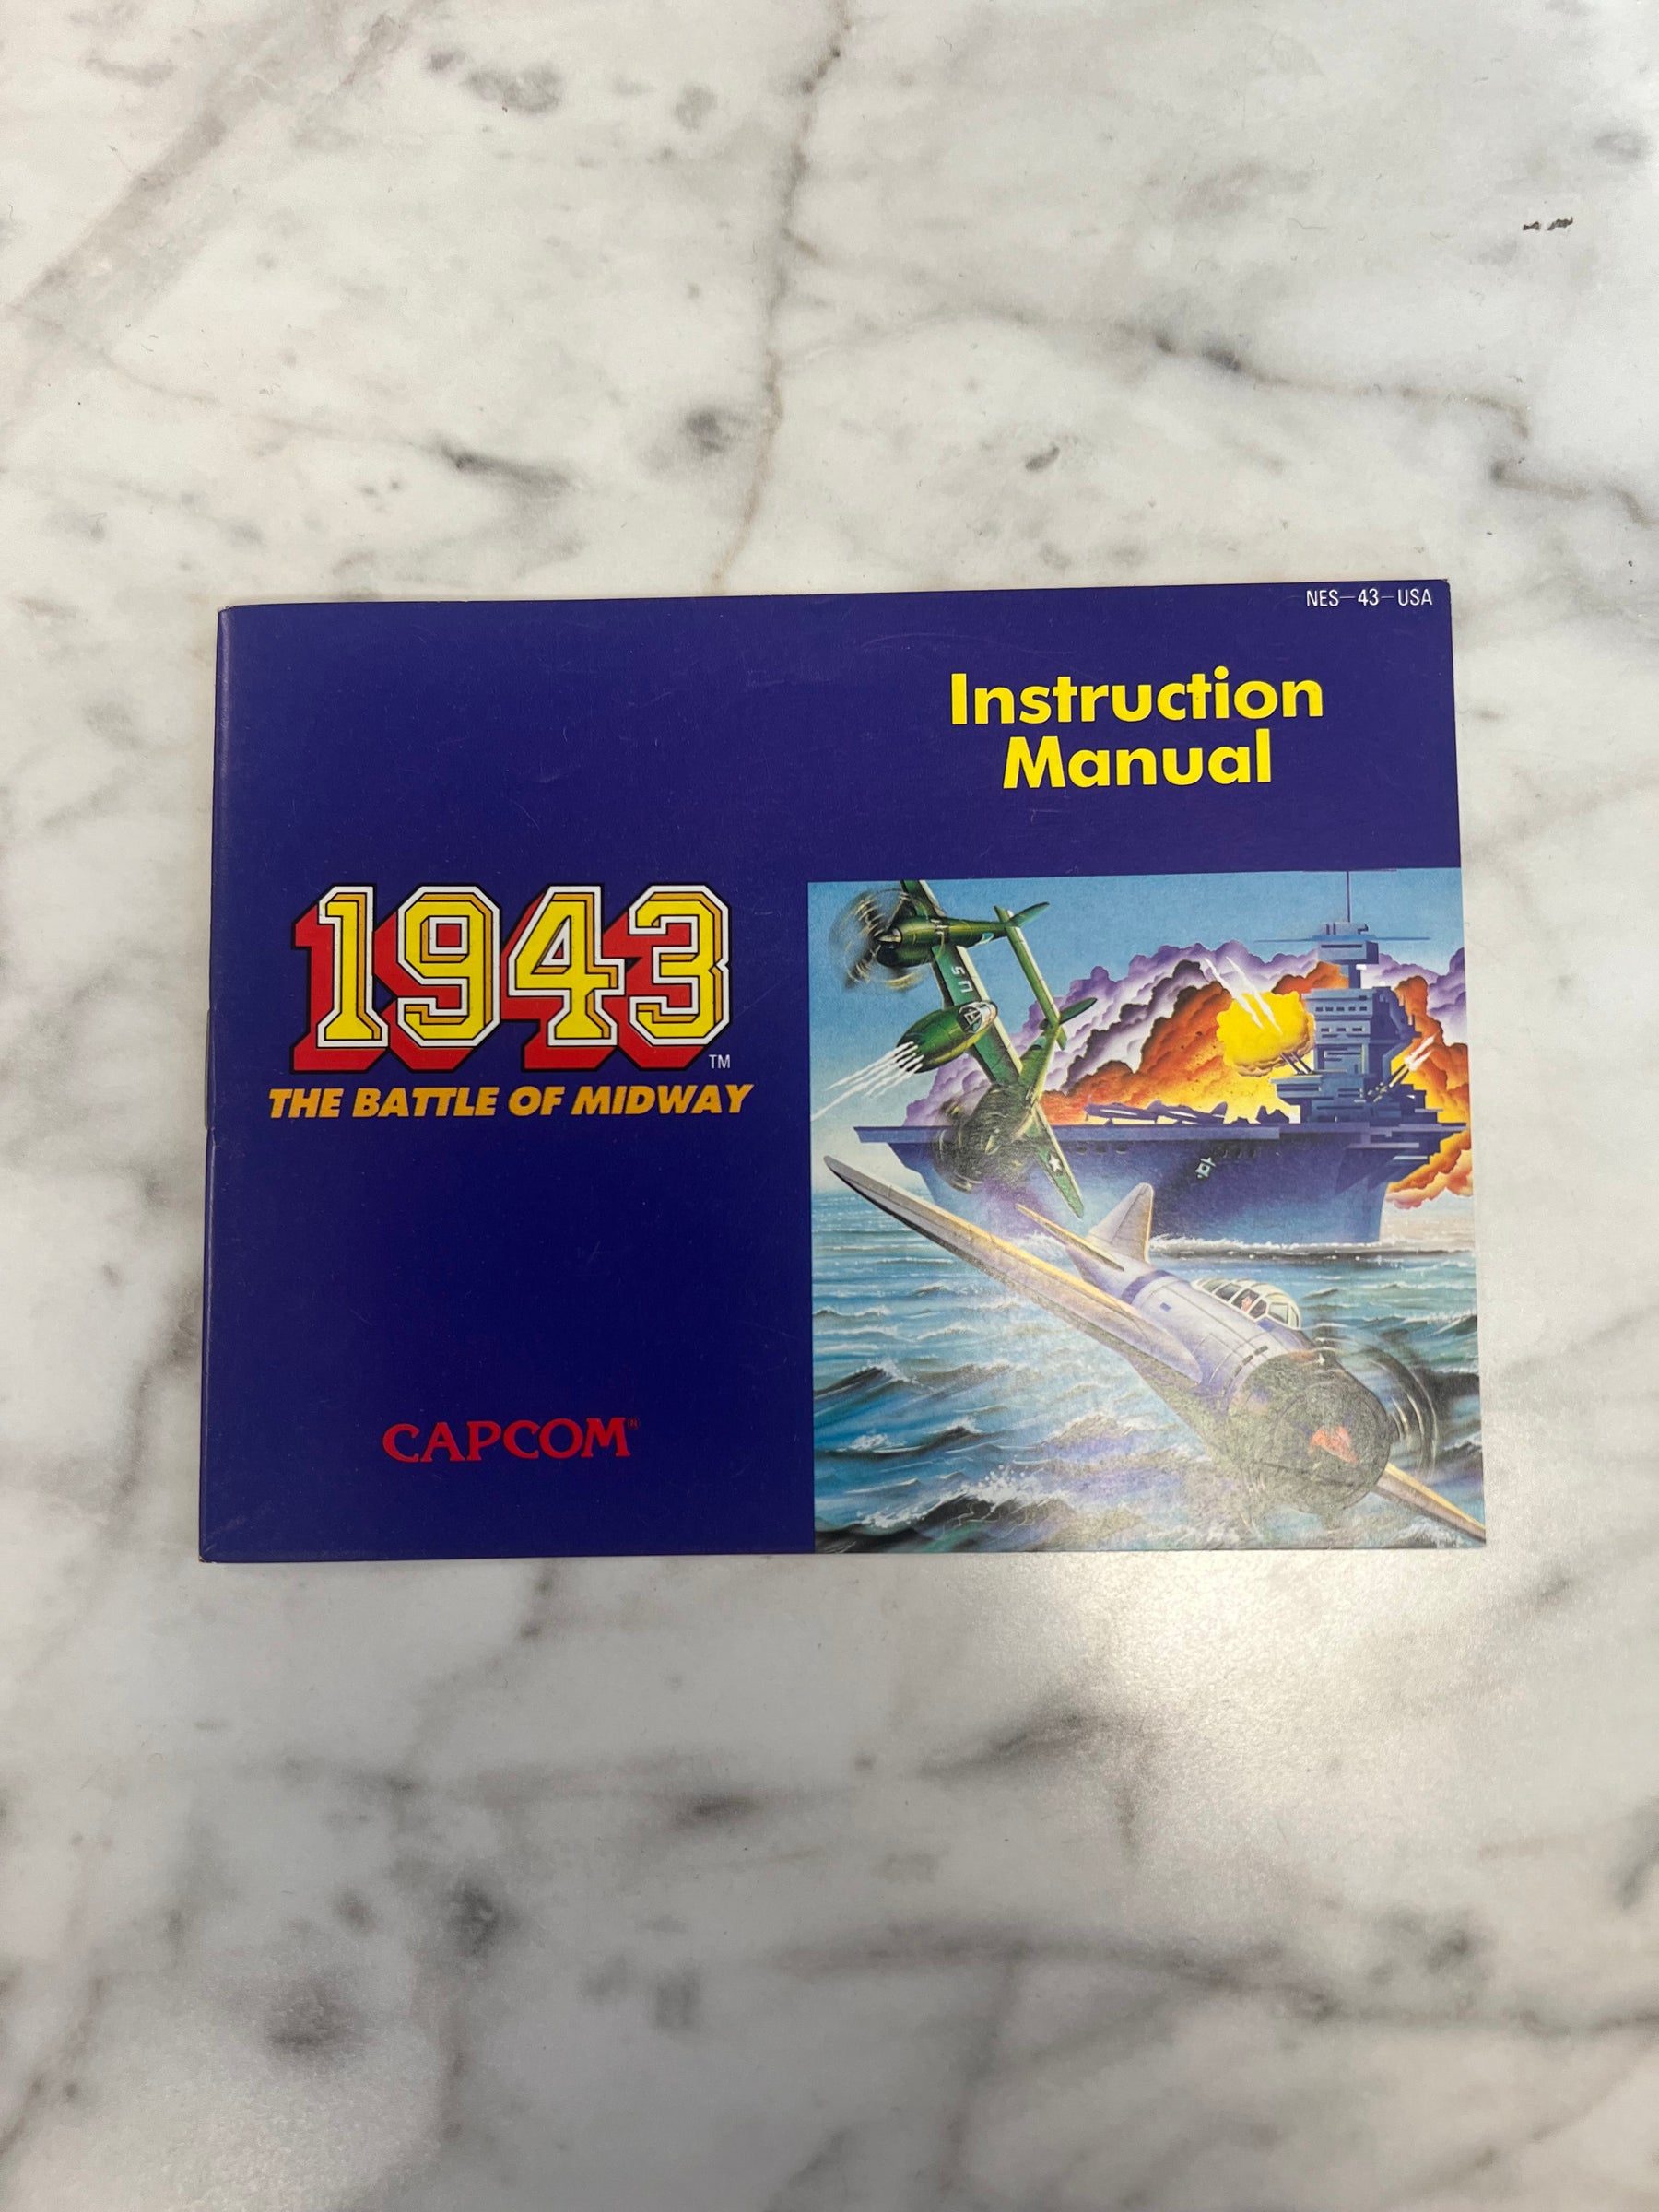 NES-43-USA
Instruction
Manual
1943
TM
THE BATTLE OF MIDWAY
CAPCOM®